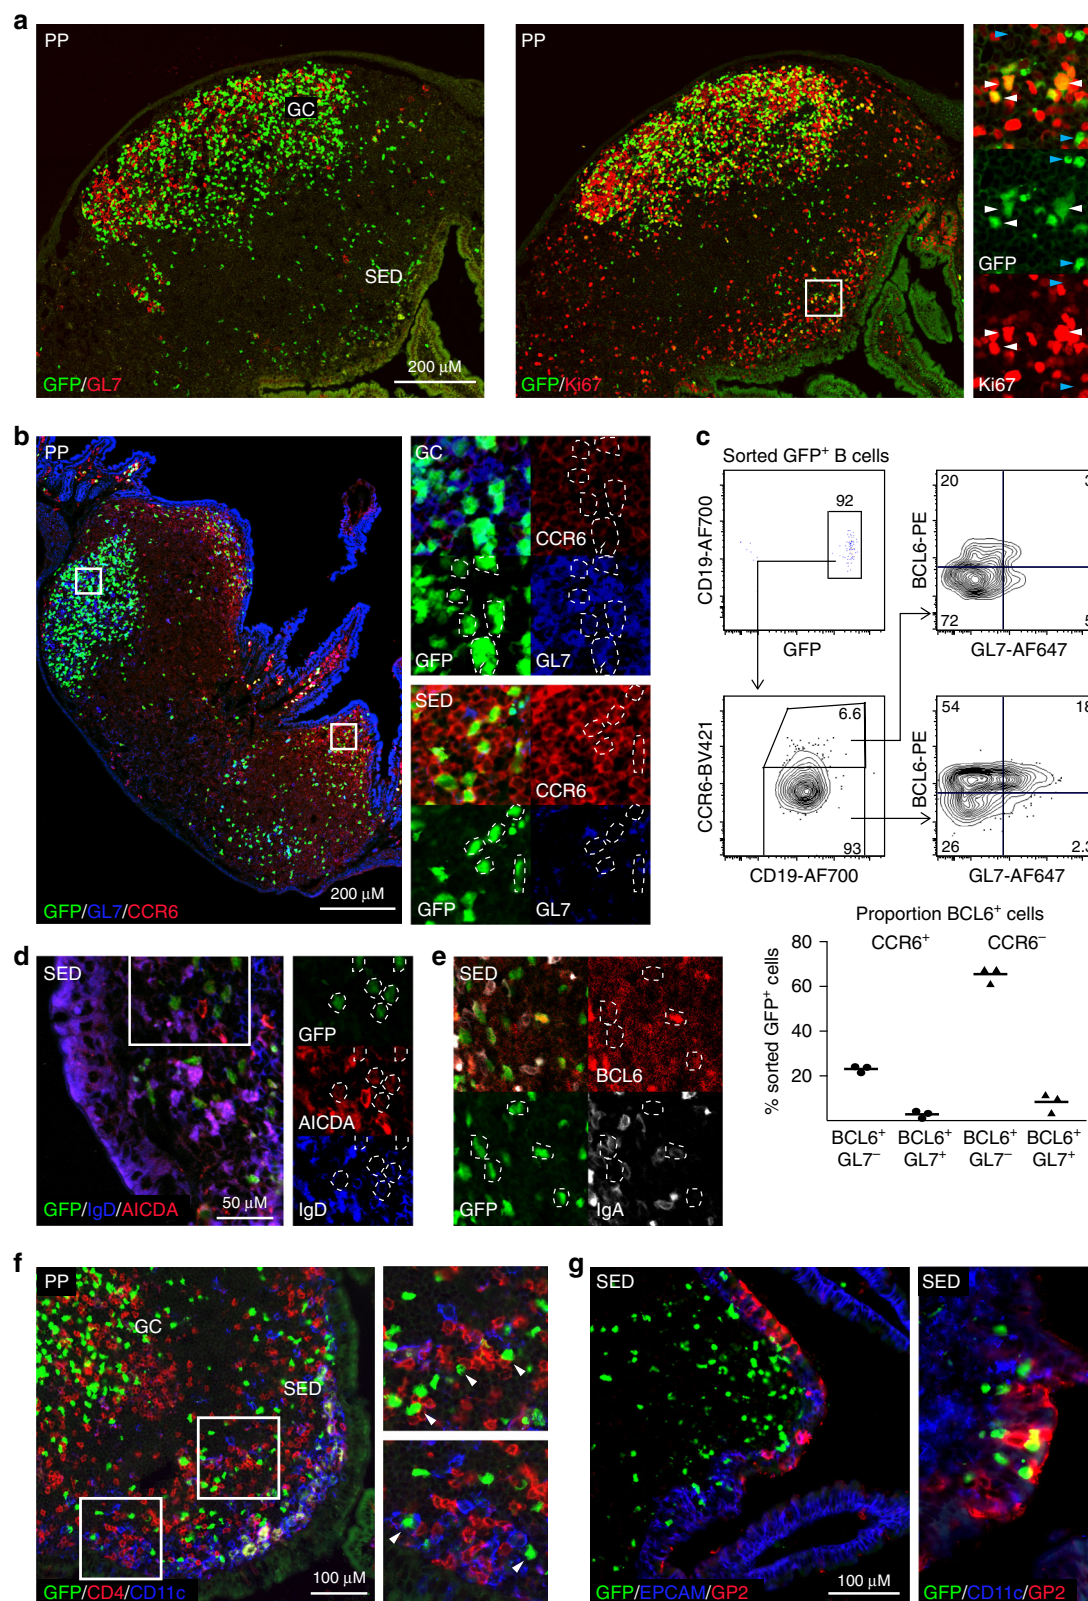 a
PP
GC
SED
GFP/GL7
200 µM
PP
GFP/Ki67
GFP
Ki67
b
PP
GFP/GL7/CCR6
200 µM
GC
CCR6
GFP
GL7
SED
CCR6
GFP
GL7
c
Sorted GFP⁺ B cells
92
CD19-AF700
GFP
20
3
72
5
BCL6-PE
GL7-AF647
6.6
93
CCR6-BV421
CD19-AF700
54
18
26
2.3
BCL6-PE
GL7-AF647
Proportion BCL6⁺ cells
CCR6⁺
CCR6⁻
80
60
40
20
% sorted GFP⁺ cells
BCL6⁺ BCL6⁺ BCL6⁺ BCL6⁺
GL7⁻ GL7⁺ GL7⁻ GL7⁺
d
SED
GFP/IgD/AICDA
50 µM
GFP
AICDA
IgD
e
SED
BCL6
GFP
IgA
f
PP
GC
SED
GFP/CD4/CD11c
100 µM
g
SED
GFP/EPCAM/GP2
100 µM
SED
GFP/CD11c/GP2